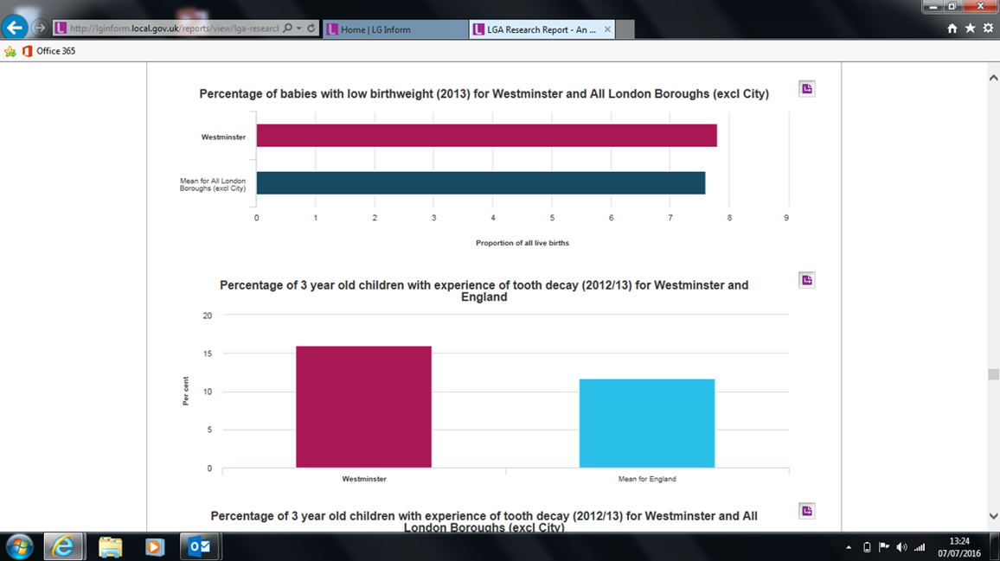 http://lginform.local.gov.uk/reports/view/lga-research
Home | LG Inform
LGA Research Report - An ...
Office 365
Percentage of babies with low birthweight (2013) for Westminster and All London Boroughs (excl City)
Westminster
Mean for All London
Boroughs (excl City)
0 1 2 3 4 5 6 7 8 9
Proportion of all live births
Percentage of 3 year old children with experience of tooth decay (2012/13) for Westminster and
England
20
15
10
5
0
Per cent
Westminster
Mean for England
Percentage of 3 year old children with experience of tooth decay (2012/13) for Westminster and All
London Boroughs (excl City)
13:24
07/07/2016